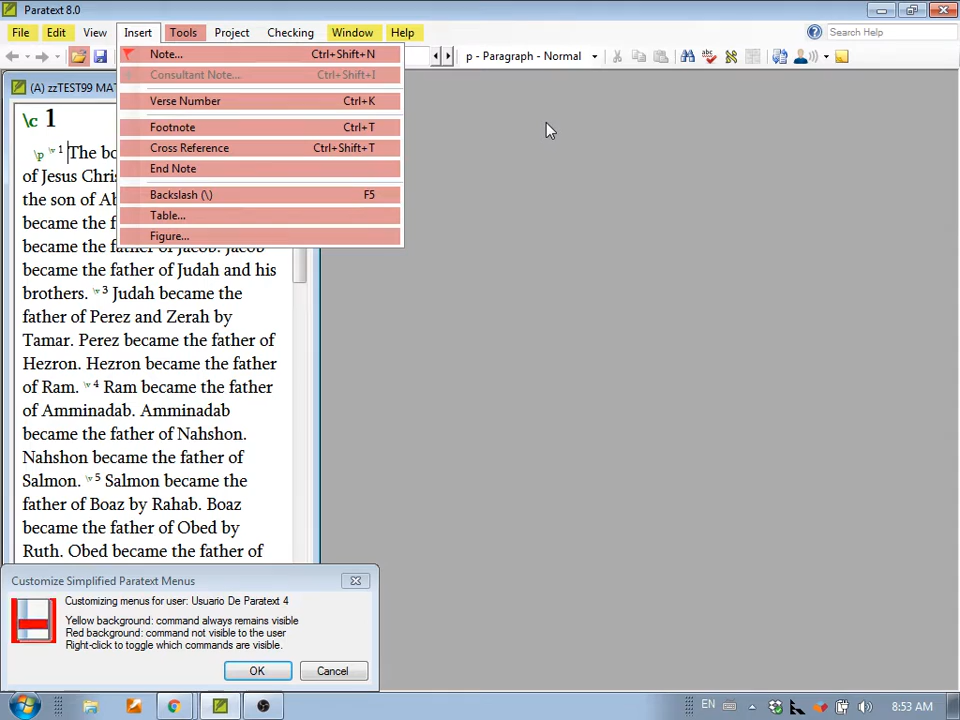 Paratext 8.0
File Edit View Insert Tools Project Checking Window Help
Search Help
p - Paragraph - Normal
Note... Ctrl+Shift+N
Consultant Note... Ctrl+Shift+I
Verse Number Ctrl+K
Footnote Ctrl+T
Cross Reference Ctrl+Shift+T
End Note
Backslash (\) F5
Table...
Figure...
(A) zzTEST99 MA
\c 1
\p \v 1 The bo
of Jesus Chris
the son of Ab
became the fa
became the father of Jacob. Jacob
became the father of Judah and his
brothers. \v 3 Judah became the
father of Perez and Zerah by
Tamar. Perez became the father of
Hezron. Hezron became the father
of Ram. \v 4 Ram became the father
of Amminadab. Amminadab
became the father of Nahshon.
Nahshon became the father of
Salmon. \v 5 Salmon became the
father of Boaz by Rahab. Boaz
became the father of Obed by
Ruth. Obed became the father of
Customize Simplified Paratext Menus
Customizing menus for user: Usuario De Paratext 4
Yellow background: command always remains visible
Red background: command not visible to the user
Right-click to toggle which commands are visible.
OK Cancel
EN
8:53 AM